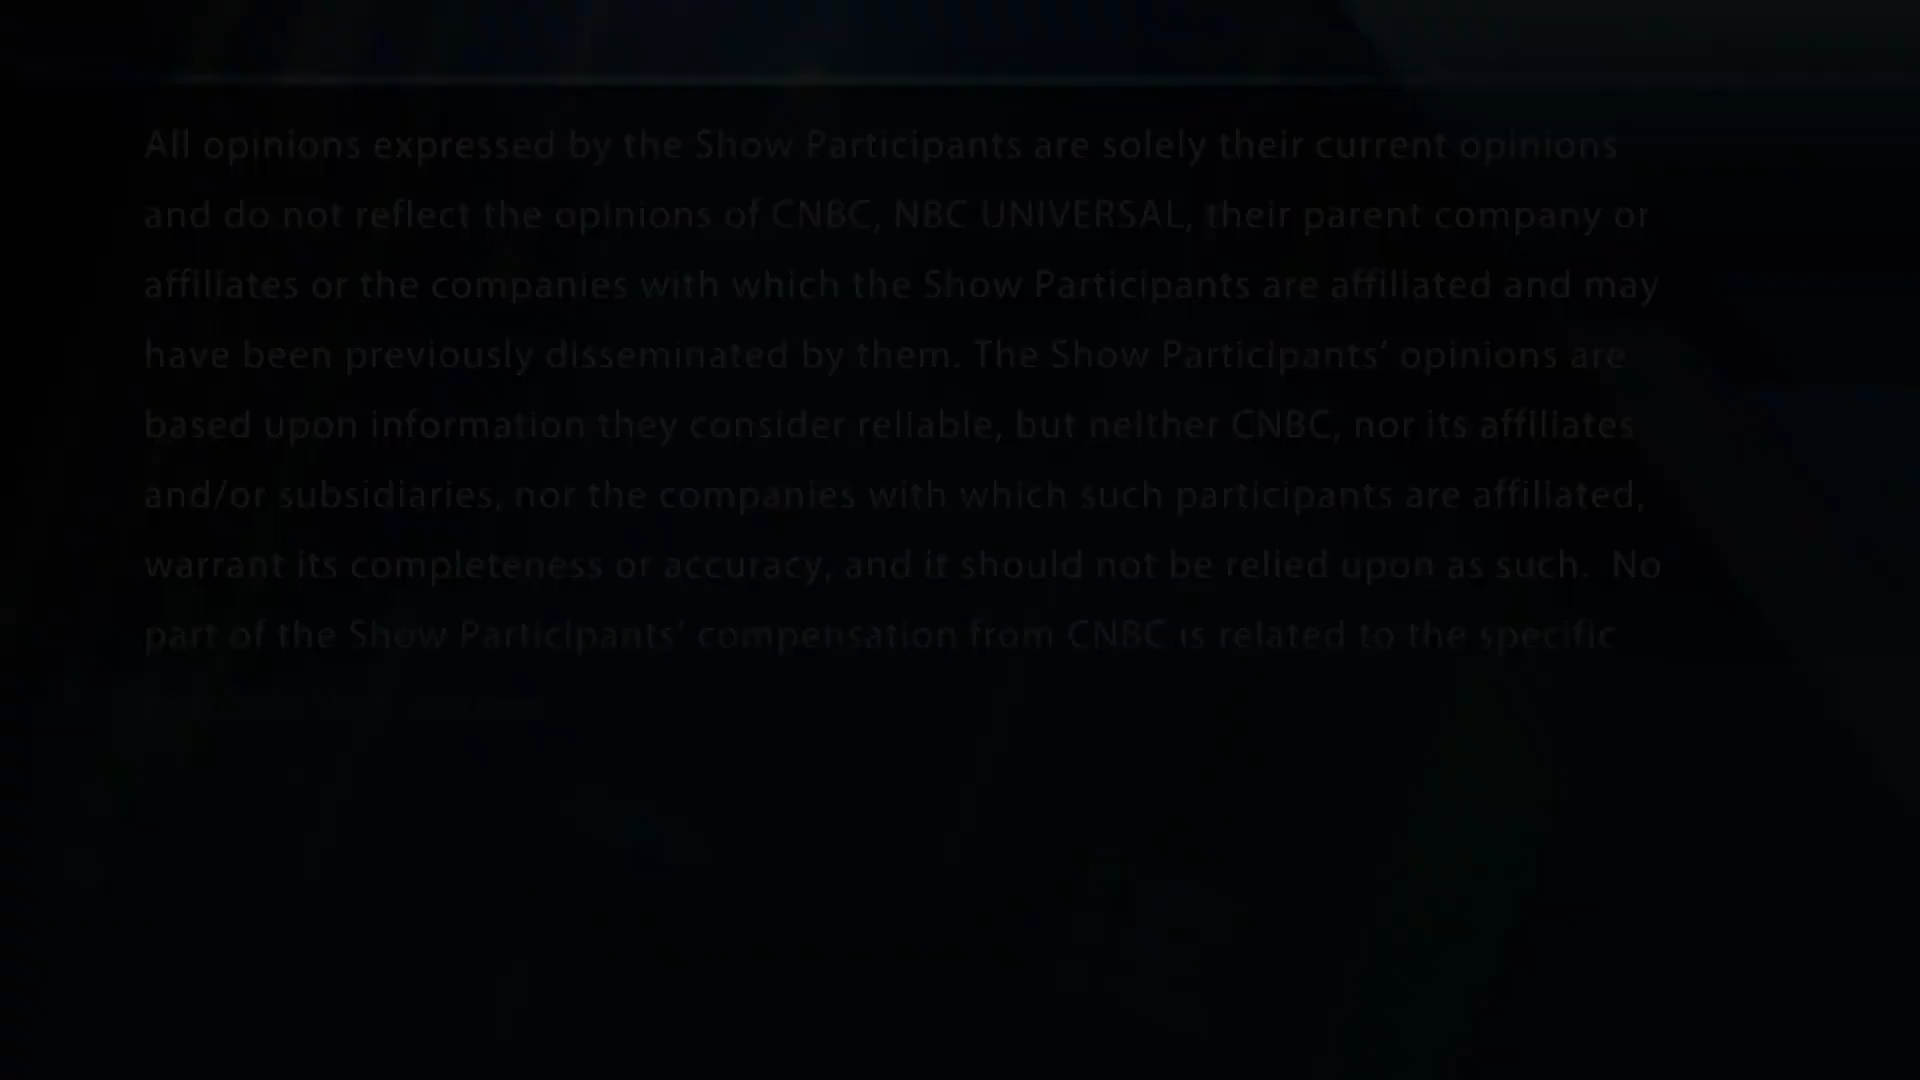 All opinions expressed by the Show Participants are solely their current opinions
and do not reflect the opinions of CNBC, NBC UNIVERSAL, their parent company or
affiliates or the companies with which the Show Participants are affiliated and may
have been previously disseminated by them. The Show Participants’ opinions are
based upon information they consider reliable, but neither CNBC, nor its affiliates
and/or subsidiaries, nor the companies with which such participants are affiliated,
warrant its completeness or accuracy, and it should not be relied upon as such.  No
part of the Show Participants’ compensation from CNBC is related to the specific